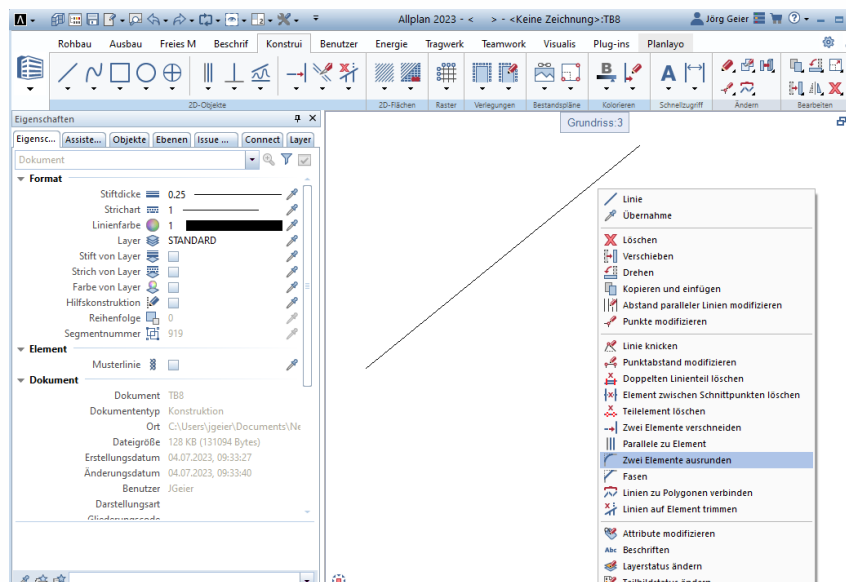 Allplan 2023 - <    > - <Keine Zeichnung>:TB8
Jörg Geier
Rohbau Ausbau Freies M Beschrif Konstrui Benutzer Energie Tragwerk Teamwork Visualis Plug-ins Planlayo
2D-Objekte 2D-Flächen Raster Verlegungen Bestandspläne Kolorieren Schnellzugriff Ändern Bearbeiten
Eigenschaften
Eigensc... Assiste... Objekte Ebenen Issue ... Connect Layer
Dokument
Format
Stiftdicke 0.25
Strichart 1
Linienfarbe 1
Layer STANDARD
Stift von Layer
Strich von Layer
Farbe von Layer
Hilfskonstruktion
Reihenfolge 0
Segmentnummer 919
Element
Musterlinie
Dokument
Dokument TB8
Dokumententyp Konstruktion
Ort C:\Users\jgeier\Documents\Ne
Dateigröße 128 KB (131094 Bytes)
Erstellungsdatum 04.07.2023, 09:33:27
Änderungsdatum 04.07.2023, 09:33:40
Benutzer JGeier
Darstellungsart
Gliederungscode
Grundriss:3
Linie
Übernahme
Löschen
Verschieben
Drehen
Kopieren und einfügen
Abstand paralleler Linien modifizieren
Punkte modifizieren
Linie knicken
Punktabstand modifizieren
Doppelten Linienteil löschen
Element zwischen Schnittpunkten löschen
Teilelement löschen
Zwei Elemente verschneiden
Parallele zu Element
Zwei Elemente ausrunden
Fasen
Linien zu Polygonen verbinden
Linien auf Element trimmen
Attribute modifizieren
Abc Beschriften
Layerstatus ändern
Teilbildstatus ändern